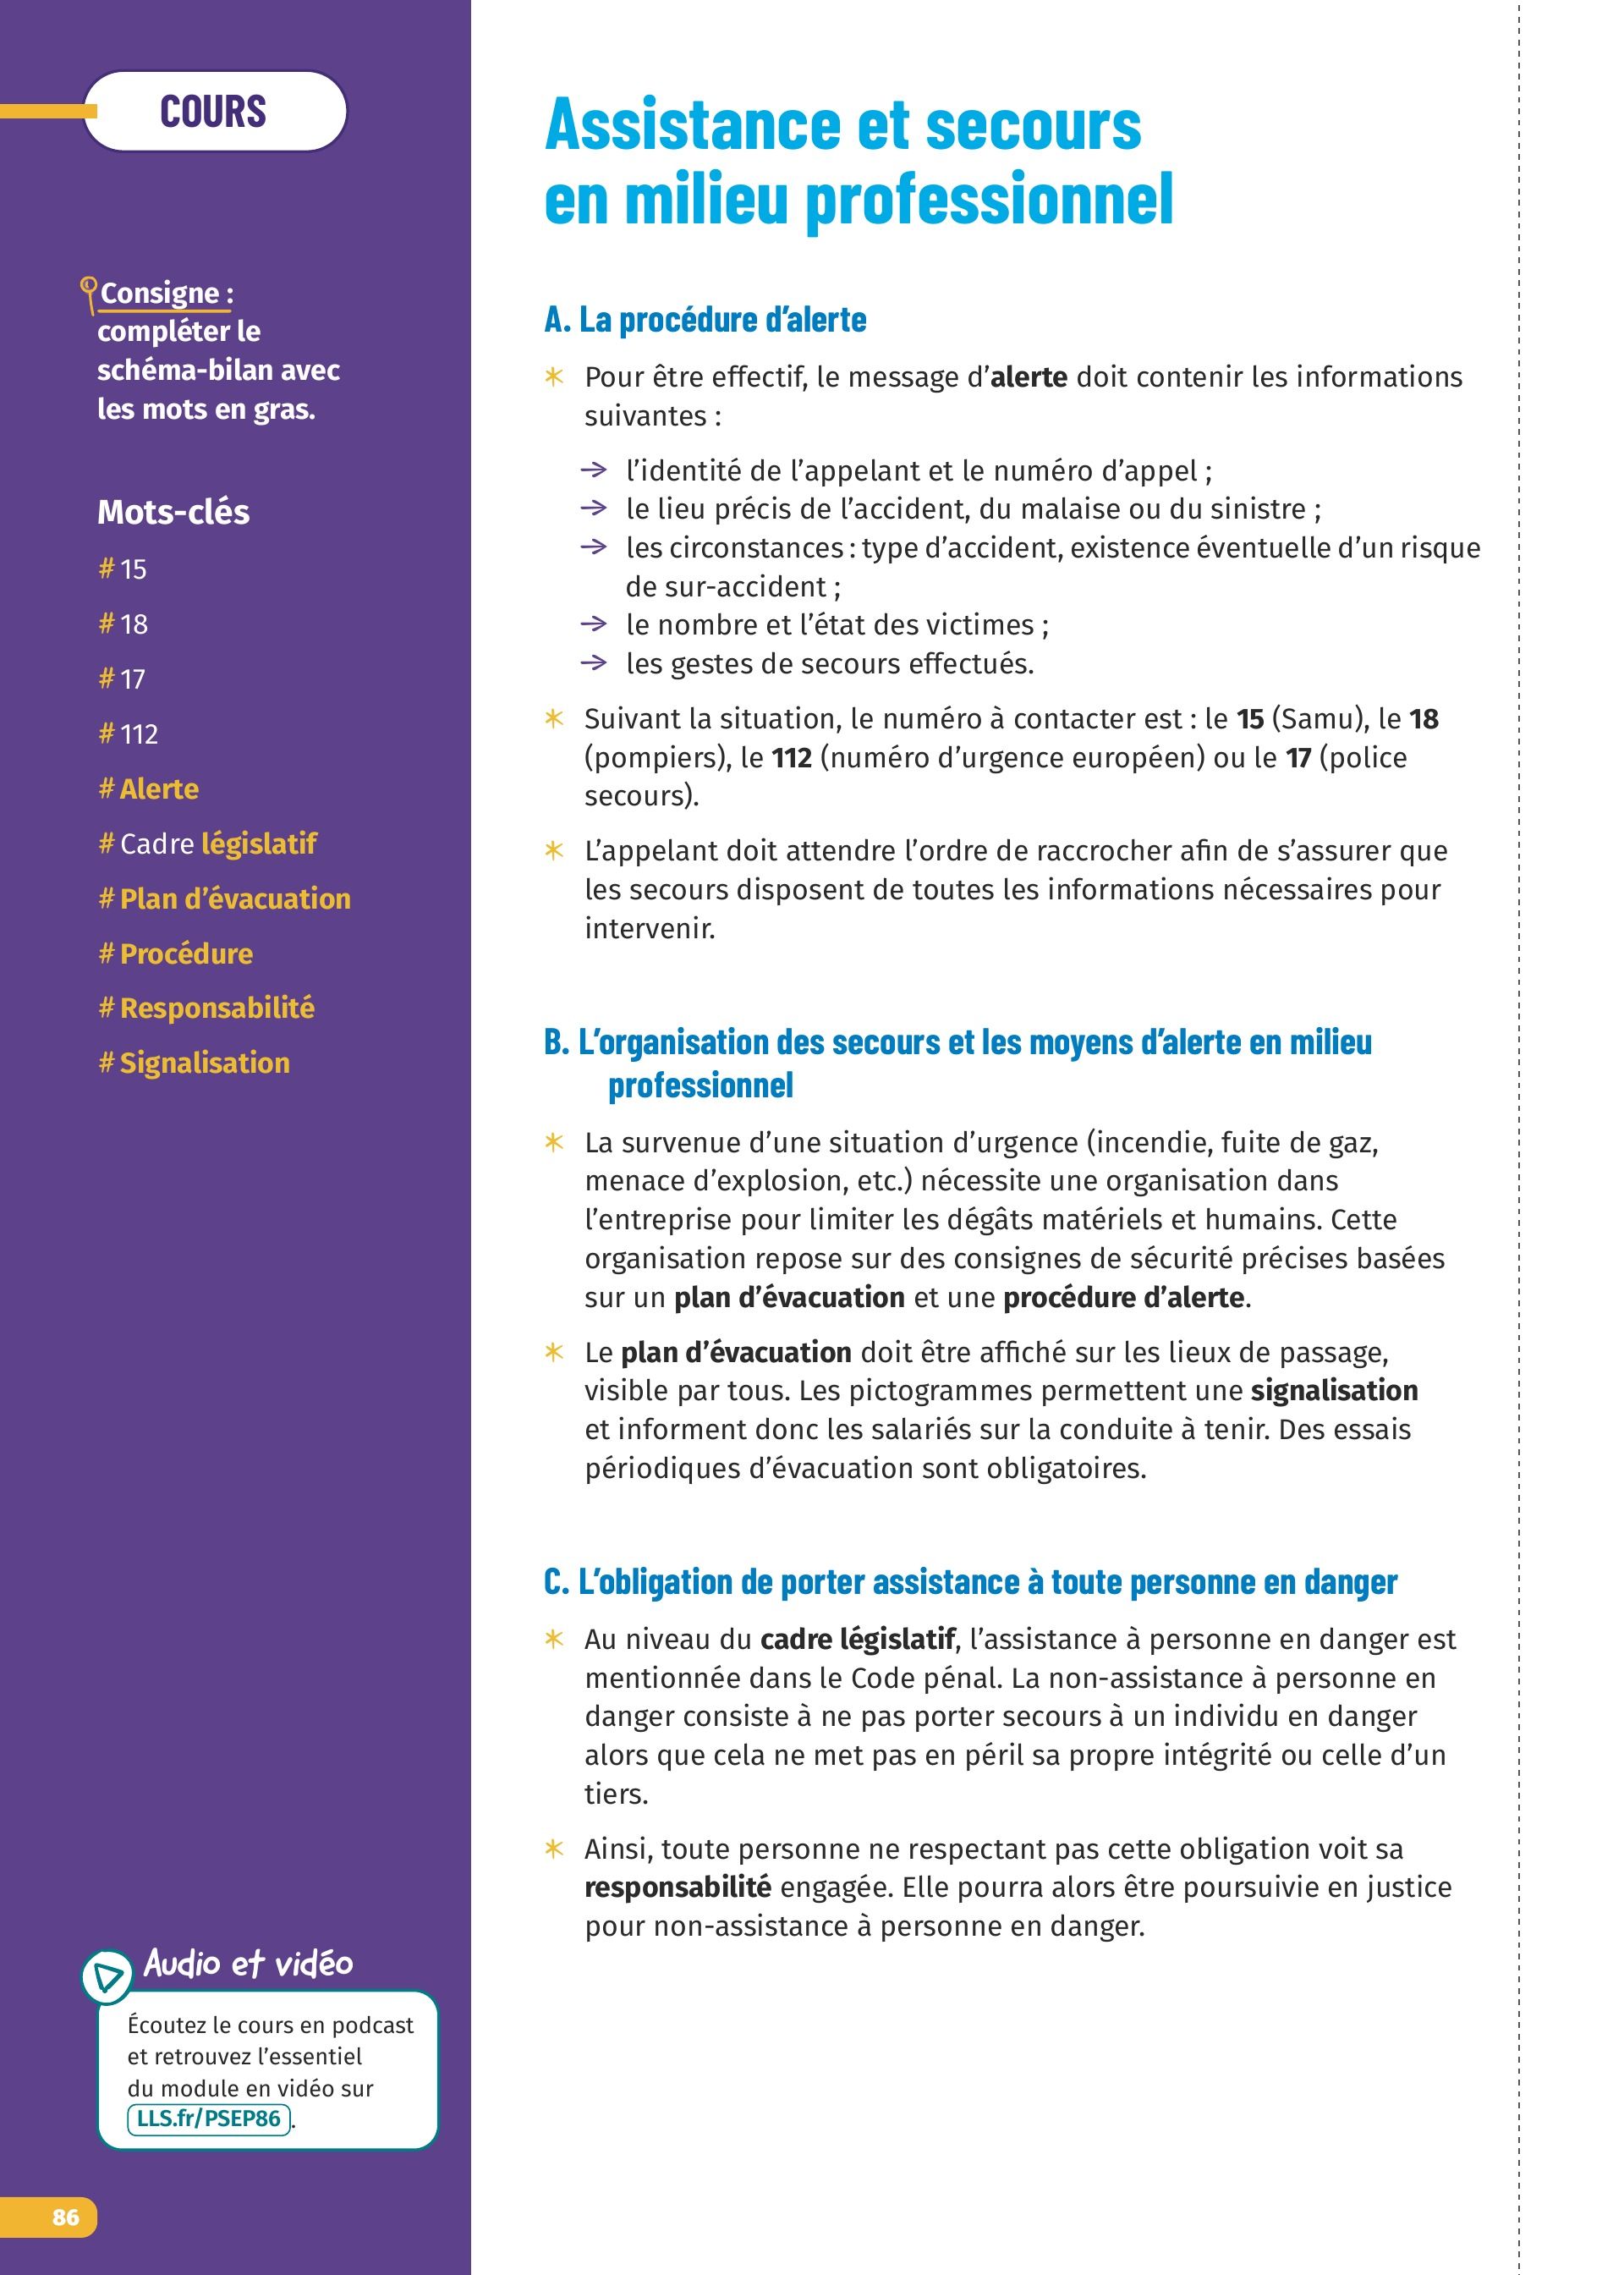 COURS
Consigne :
compléter le
schéma-bilan avec
les mots en gras.
Mots-clés
# 15
# 18
# 17
# 112
# Alerte
# Cadre législatif
# Plan d’évacuation
# Procédure
# Responsabilité
# Signalisation
Audio et vidéo
Écoutez le cours en podcast
et retrouvez l’essentiel
du module en vidéo sur
LLS.fr/PSEP86.
86
Assistance et secours
en milieu professionnel
A. La procédure d’alerte
* Pour être effectif, le message d’alerte doit contenir les informations
suivantes :
→ l’identité de l’appelant et le numéro d’appel ;
→ le lieu précis de l’accident, du malaise ou du sinistre ;
→ les circonstances : type d’accident, existence éventuelle d’un risque
de sur-accident ;
→ le nombre et l’état des victimes ;
→ les gestes de secours effectués.
* Suivant la situation, le numéro à contacter est : le 15 (Samu), le 18
(pompiers), le 112 (numéro d’urgence européen) ou le 17 (police
secours).
* L’appelant doit attendre l’ordre de raccrocher afin de s’assurer que
les secours disposent de toutes les informations nécessaires pour
intervenir.
B. L’organisation des secours et les moyens d’alerte en milieu
professionnel
* La survenue d’une situation d’urgence (incendie, fuite de gaz,
menace d’explosion, etc.) nécessite une organisation dans
l’entreprise pour limiter les dégâts matériels et humains. Cette
organisation repose sur des consignes de sécurité précises basées
sur un plan d’évacuation et une procédure d’alerte.
* Le plan d’évacuation doit être affiché sur les lieux de passage,
visible par tous. Les pictogrammes permettent une signalisation
et informent donc les salariés sur la conduite à tenir. Des essais
périodiques d’évacuation sont obligatoires.
C. L’obligation de porter assistance à toute personne en danger
* Au niveau du cadre législatif, l’assistance à personne en danger est
mentionnée dans le Code pénal. La non-assistance à personne en
danger consiste à ne pas porter secours à un individu en danger
alors que cela ne met pas en péril sa propre intégrité ou celle d’un
tiers.
* Ainsi, toute personne ne respectant pas cette obligation voit sa
responsabilité engagée. Elle pourra alors être poursuivie en justice
pour non-assistance à personne en danger.